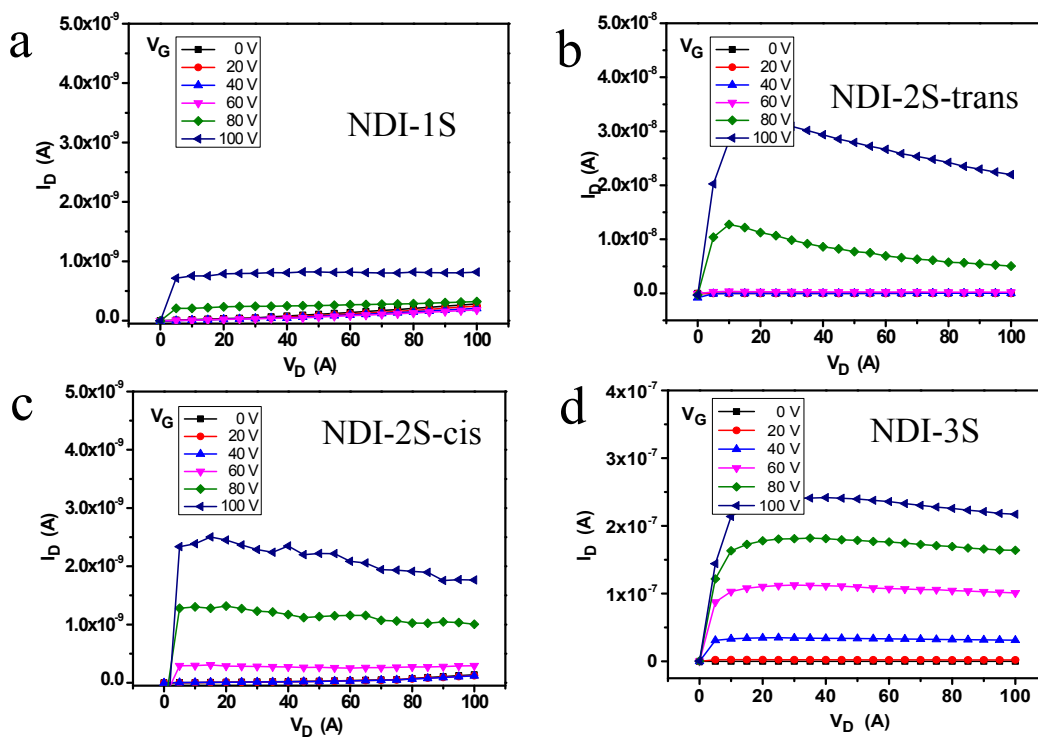 a
5.0x10⁻⁹
4.0x10⁻⁹
3.0x10⁻⁹
2.0x10⁻⁹
1.0x10⁻⁹
0.0
I_D (A)
V_G
0 V
20 V
40 V
60 V
80 V
100 V
NDI-1S
0 20 40 60 80 100
V_D (A)
b
5.0x10⁻⁸
4.0x10⁻⁸
3.0x10⁻⁸
2.0x10⁻⁸
1.0x10⁻⁸
0.0
I_D (A)
V_G
0 V
20 V
40 V
60 V
80 V
100 V
NDI-2S-trans
0 20 40 60 80 100
V_D (A)
c
5.0x10⁻⁹
4.0x10⁻⁹
3.0x10⁻⁹
2.0x10⁻⁹
1.0x10⁻⁹
0.0
I_D (A)
V_G
0 V
20 V
40 V
60 V
80 V
100 V
NDI-2S-cis
0 20 40 60 80 100
V_D (A)
d
4x10⁻⁷
3x10⁻⁷
2x10⁻⁷
1x10⁻⁷
0
I_D (A)
V_G
0 V
20 V
40 V
60 V
80 V
100 V
NDI-3S
0 20 40 60 80 100
V_D (A)